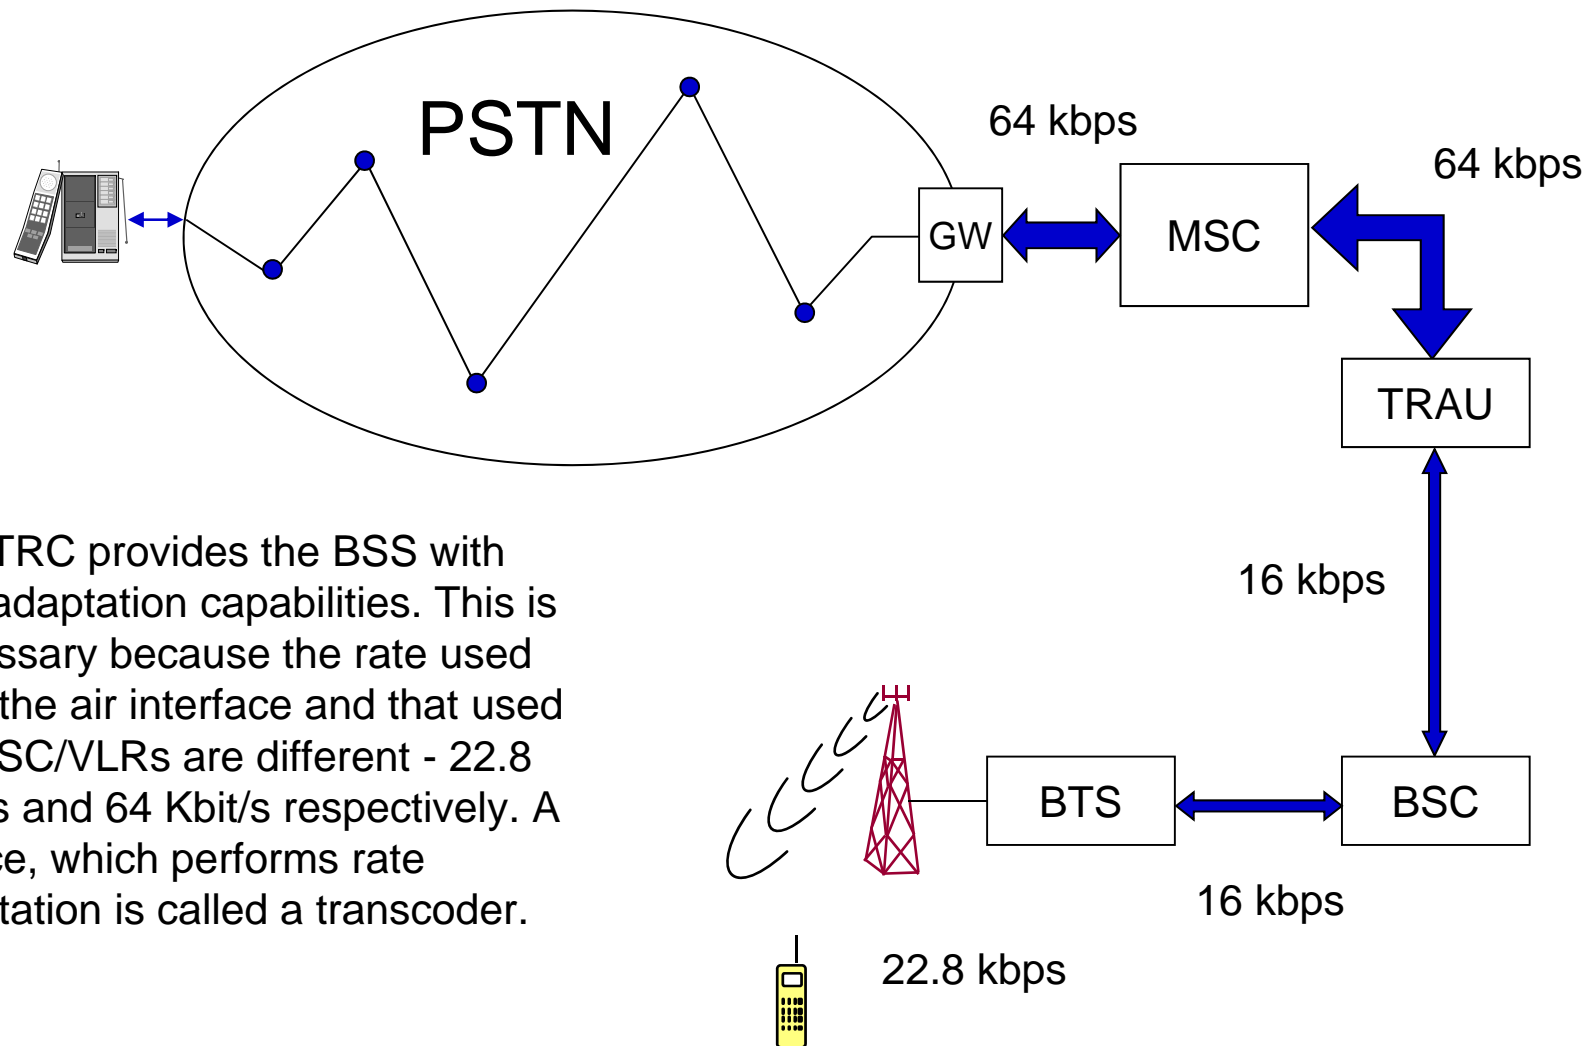 PSTN
64 kbps
64 kbps
GW
MSC
TRAU
TRC provides the BSS with
adaptation capabilities. This is
ssary because the rate used
the air interface and that used
SC/VLRs are different - 22.8
s and 64 Kbit/s respectively. A
ce, which performs rate
tation is called a transcoder.
16 kbps
BTS
BSC
16 kbps
22.8 kbps